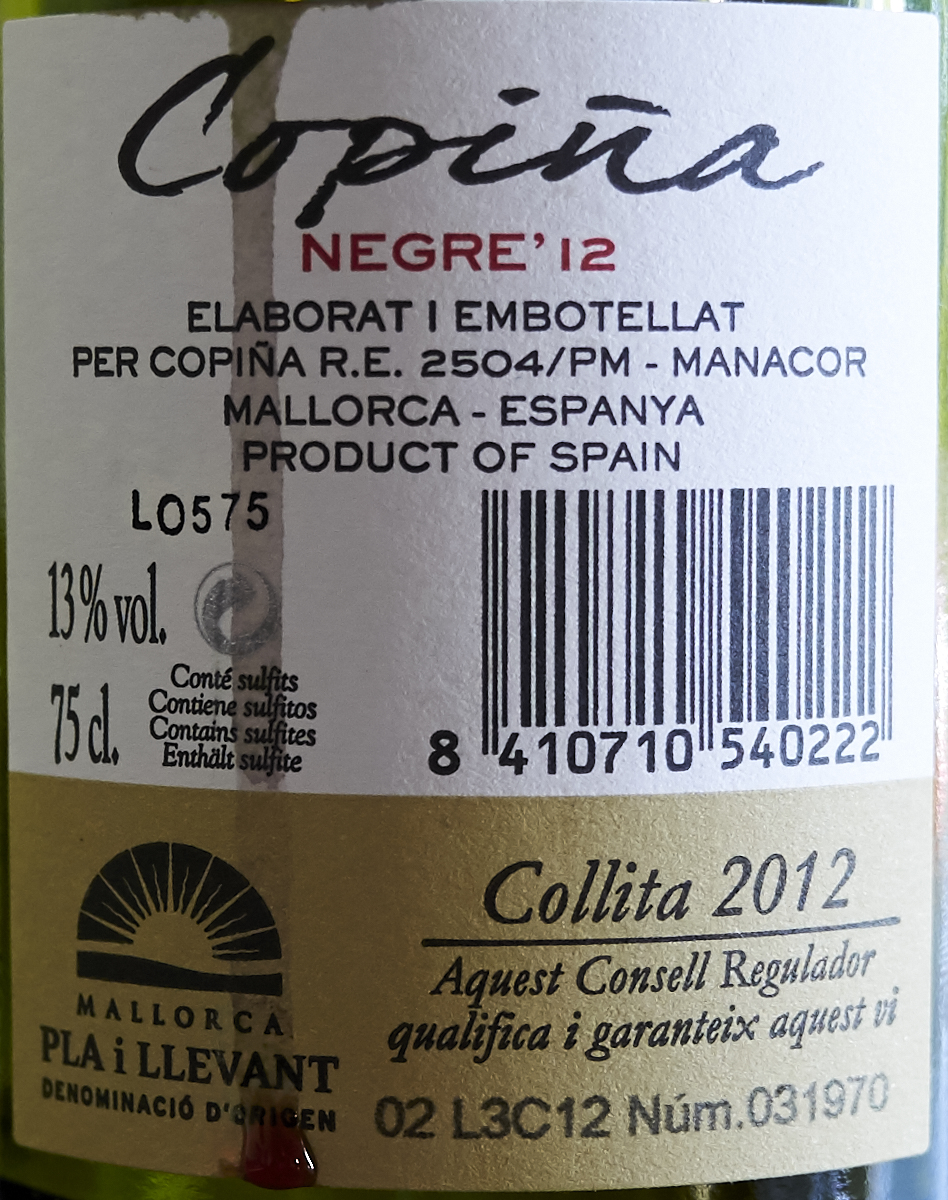 Copiña
NEGRE'12
ELABORAT I EMBOTELLAT
PER COPIÑA R.E. 2504/PM - MANACOR
MALLORCA - ESPANYA
PRODUCT OF SPAIN
L0575
13% vol.
75 cl.
Conté sulfits
Contiene sulfitos
Contains sulfites
Enthält sulfite
8 410710 540222
MALLORCA
PLA i LLEVANT
DENOMINACIÓ D'ORIGEN
Collita 2012
Aquest Consell Regulador
qualifica i garanteix aquest vi
02 L3C12 Núm.031970